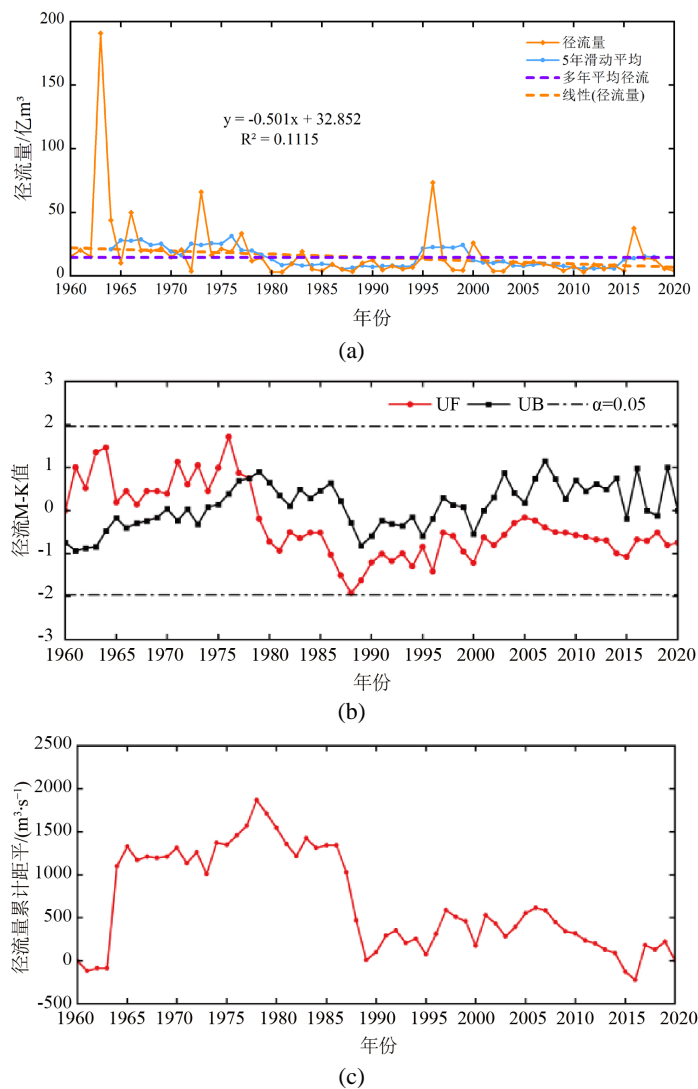 200
150
100
50
0
径流量/亿m³
径流量
5年滑动平均
多年平均径流
线性(径流量)
y = -0.501x + 32.852
R² = 0.1115
1960 1965 1970 1975 1980 1985 1990 1995 2000 2005 2010 2015 2020
年份
(a)
3
2
1
0
-1
-2
-3
径流M-K值
UF UB α=0.05
1960 1965 1970 1975 1980 1985 1990 1995 2000 2005 2010 2015 2020
年份
(b)
2500
2000
1500
1000
500
0
-500
径流量累计距平/(m³·s⁻¹)
1960 1965 1970 1975 1980 1985 1990 1995 2000 2005 2010 2015 2020
年份
(c)